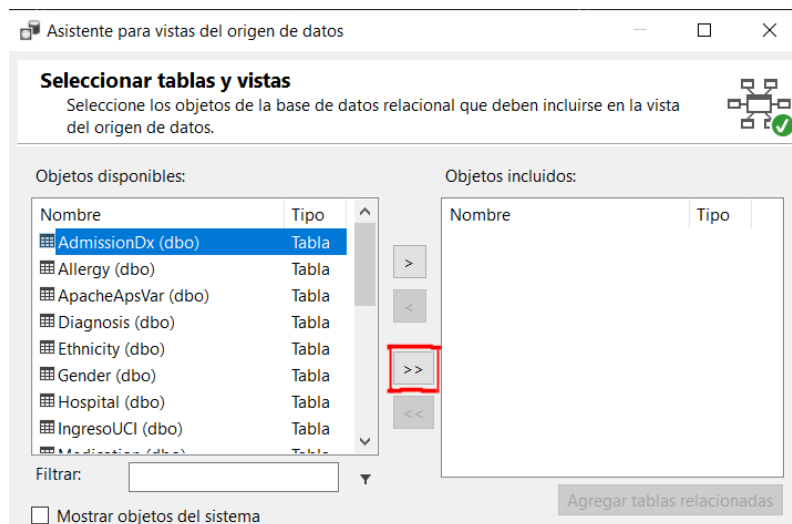 Asistente para vistas del origen de datos
Seleccionar tablas y vistas
Seleccione los objetos de la base de datos relacional que deben incluirse en la vista
del origen de datos.
Objetos disponibles:
Objetos incluidos:
Nombre Tipo
Nombre Tipo
AdmissionDx (dbo) Tabla
Allergy (dbo) Tabla
ApacheApsVar (dbo) Tabla
Diagnosis (dbo) Tabla
Ethnicity (dbo) Tabla
Gender (dbo) Tabla
Hospital (dbo) Tabla
IngresoUCI (dbo) Tabla
Medication (dbo) Tabla
>
<
>>
<<
Filtrar:
Agregar tablas relacionadas
Mostrar objetos del sistema